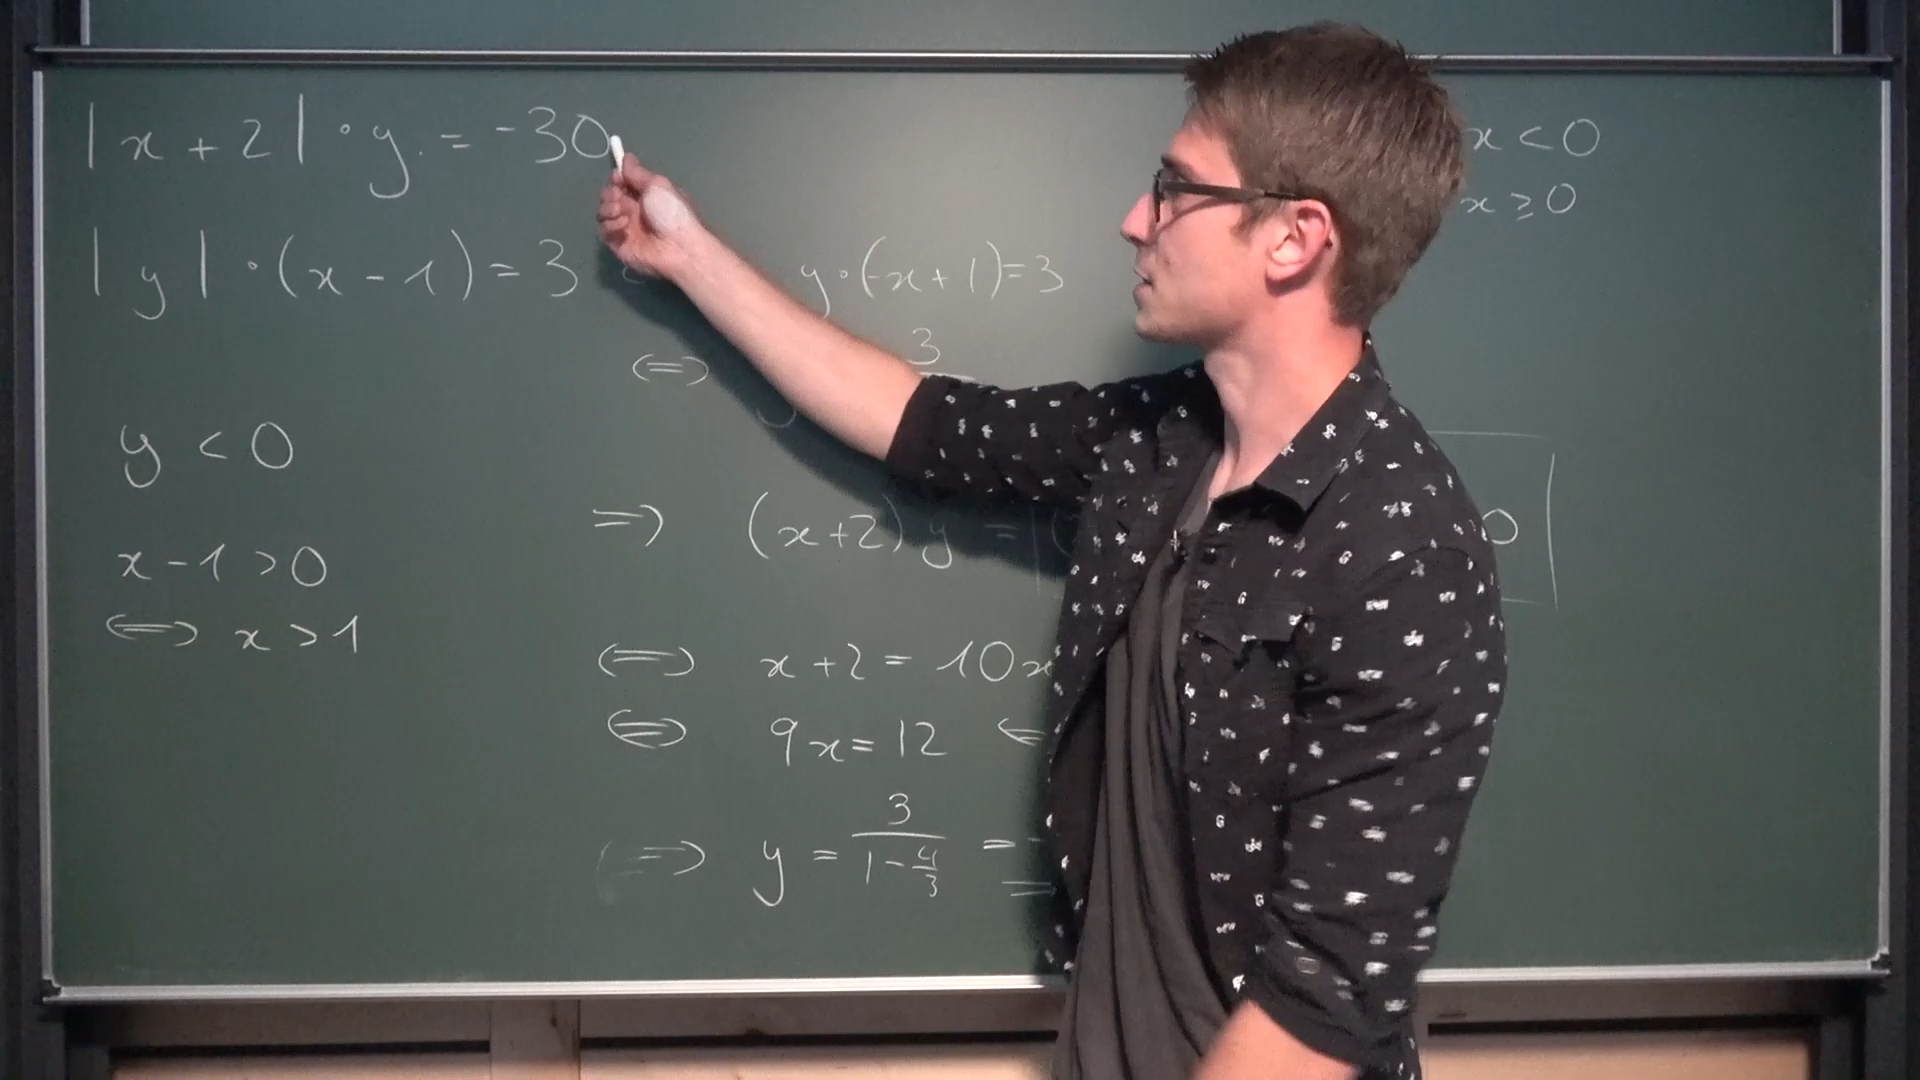 |x + 2| · y = -30
x < 0
x ≥ 0
|y| · (x - 1) = 3
y · (-x + 1) = 3
⇔ 3
y < 0
⇒ (x+2) y =
0
x - 1 > 0
⇔ x > 1
⇔ x + 2 = 10x
⇔ 9x = 12
⇒ y = 3/(1 - 4/3) =